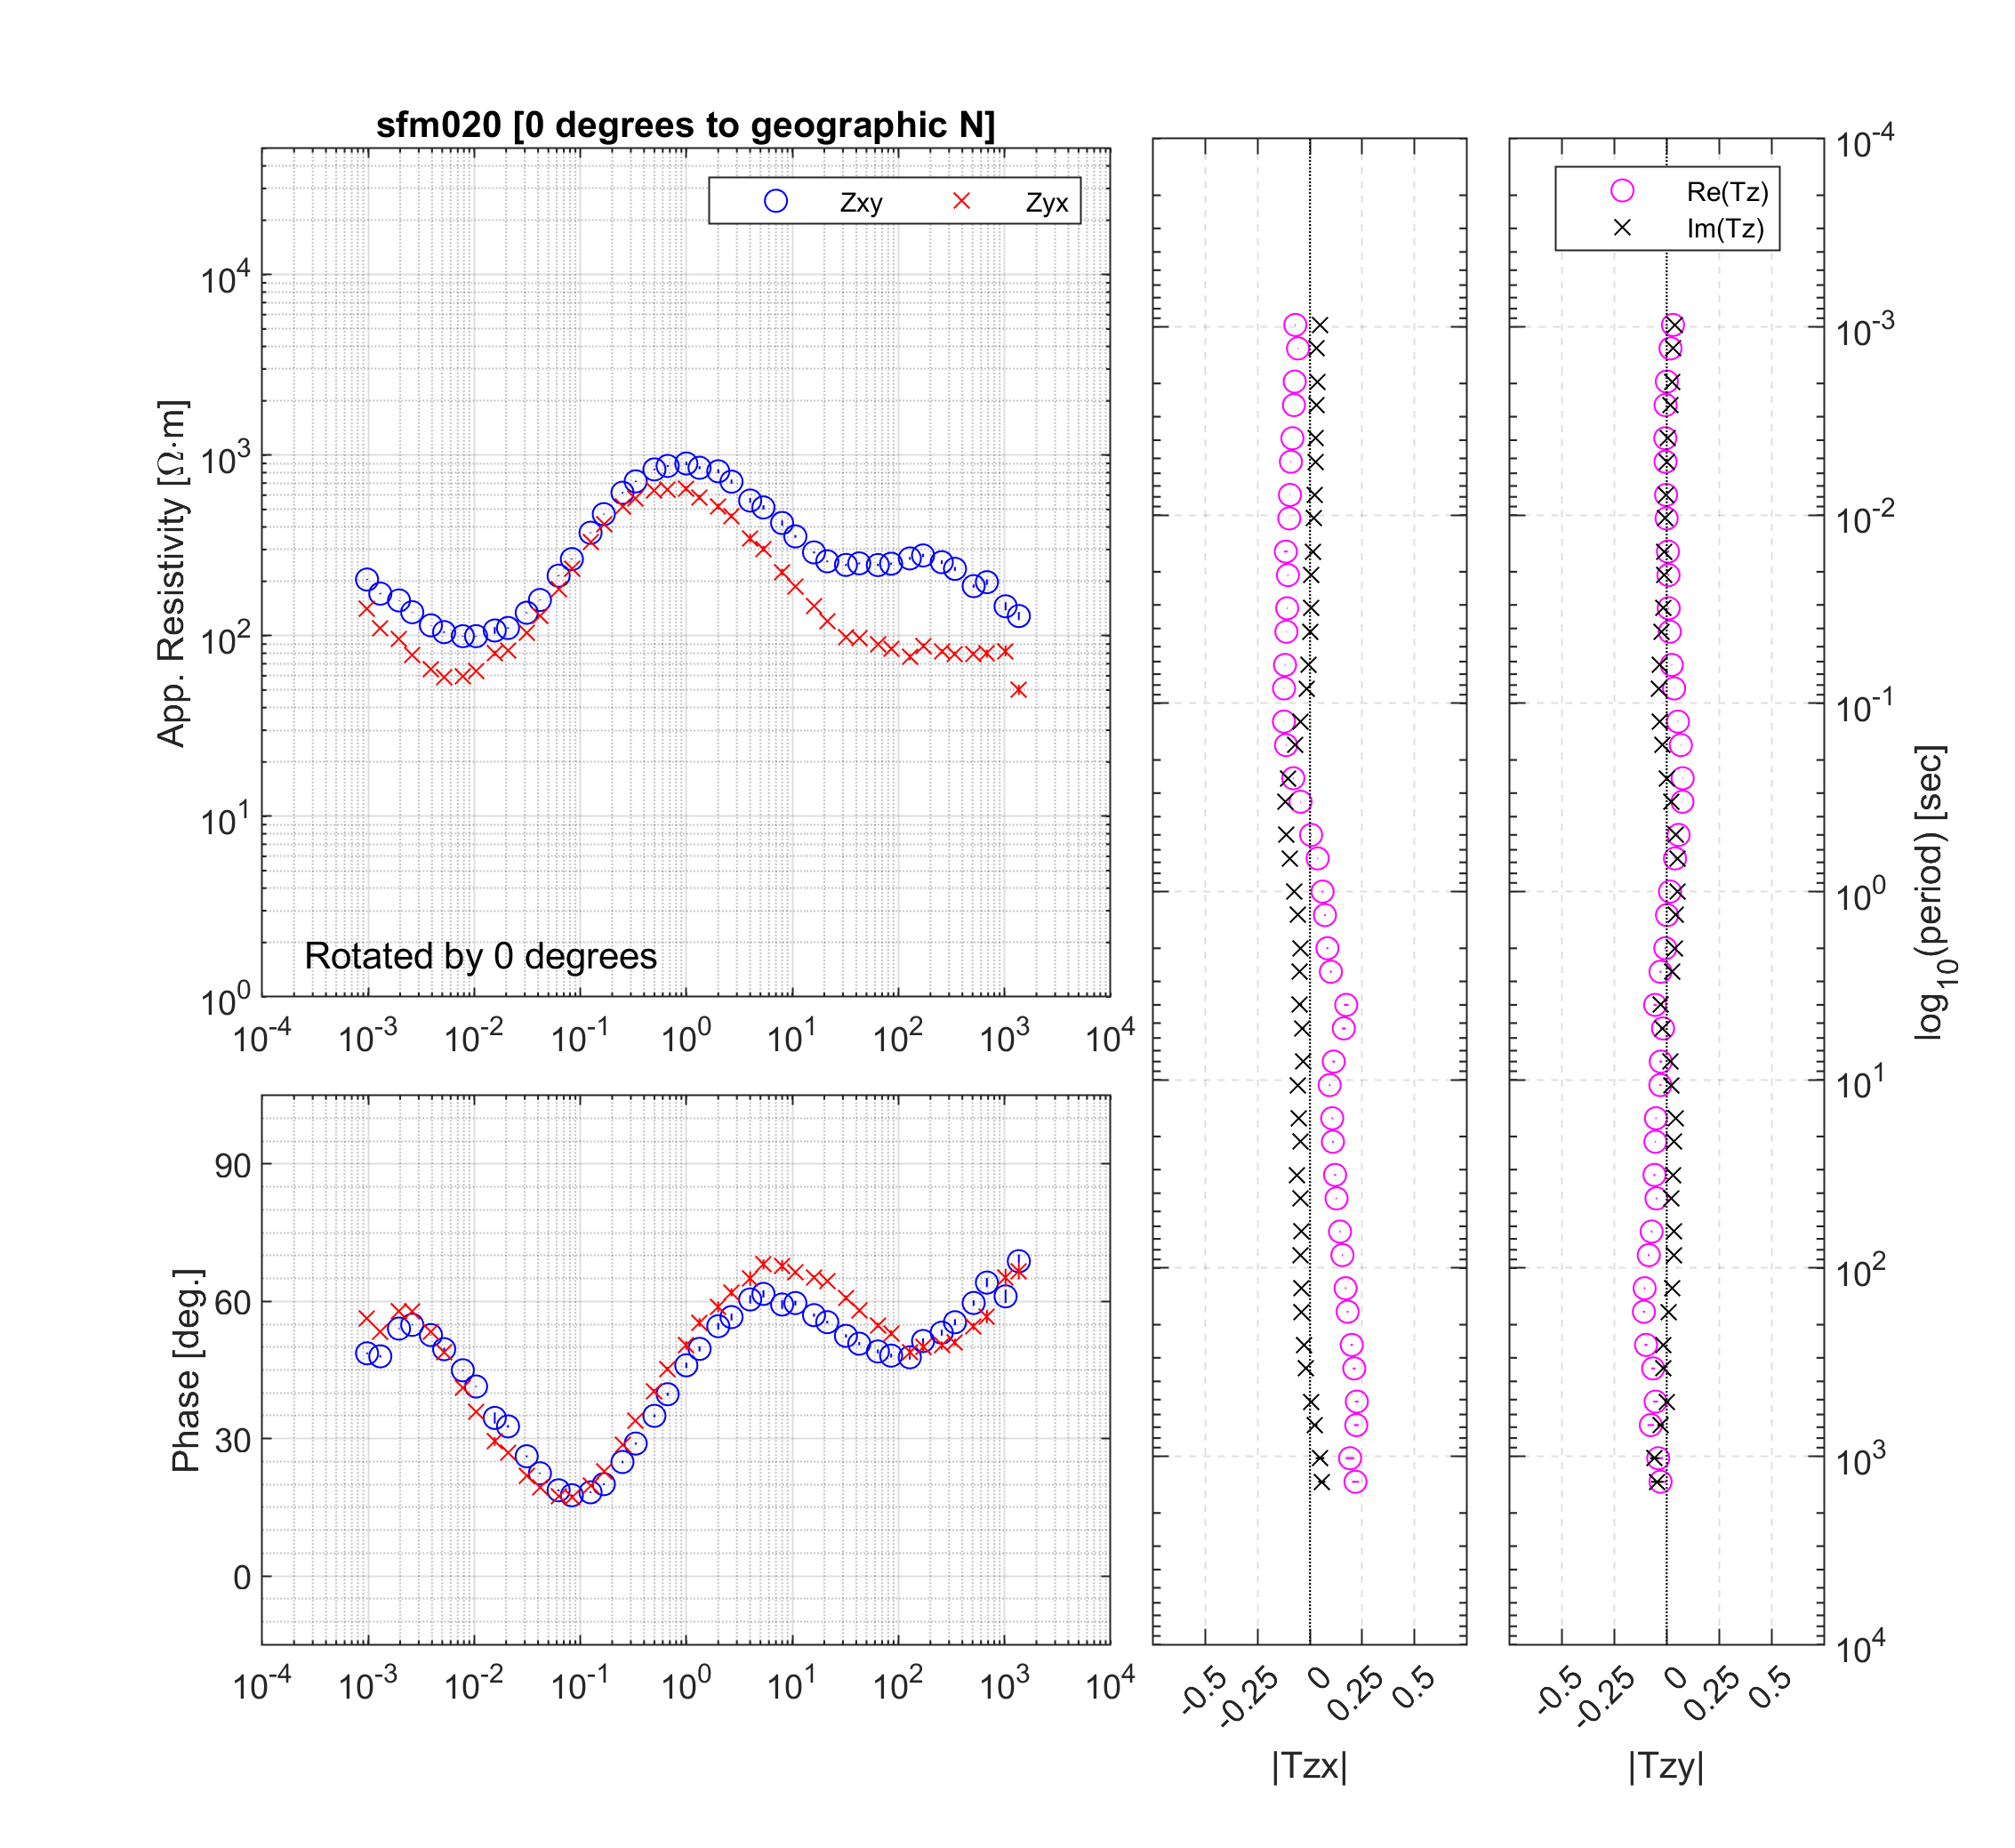 sfm020 [0 degrees to geographic N]
Zxy Zyx
App. Resistivity [Ω·m]
10^4
10^3
10^2
10^1
10^0
Rotated by 0 degrees
10^-4 10^-3 10^-2 10^-1 10^0 10^1 10^2 10^3 10^4
Phase [deg.]
90
60
30
0
10^-4 10^-3 10^-2 10^-1 10^0 10^1 10^2 10^3 10^4
-0.5 -0.25 0 0.25 0.5
|Tzx|
Re(Tz)
Im(Tz)
-0.5 -0.25 0 0.25 0.5
|Tzy|
10^-4
10^-3
10^-2
10^-1
10^0
10^1
10^2
10^3
10^4
log_10(period) [sec]